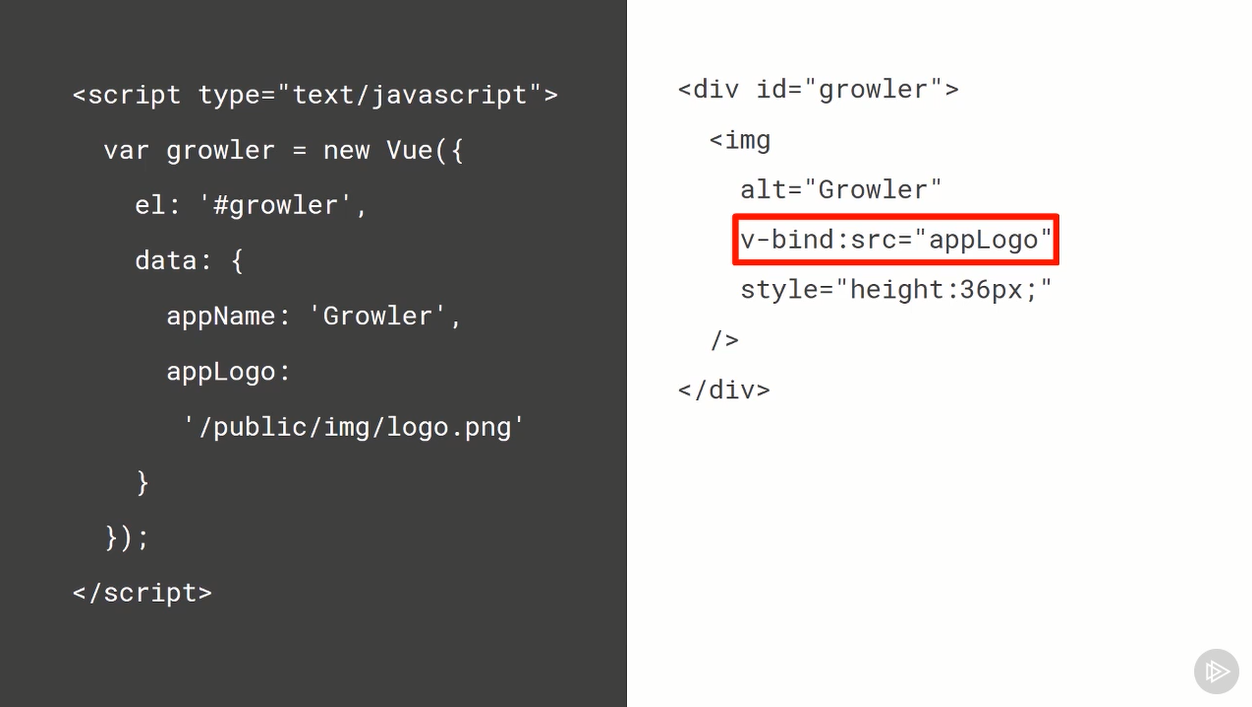 <script type="text/javascript">
var growler = new Vue({
el: '#growler',
data: {
appName: 'Growler',
appLogo:
'/public/img/logo.png'
}
});
</script>
<div id="growler">
<img
alt="Growler"
v-bind:src="appLogo"
style="height:36px;"
/>
</div>